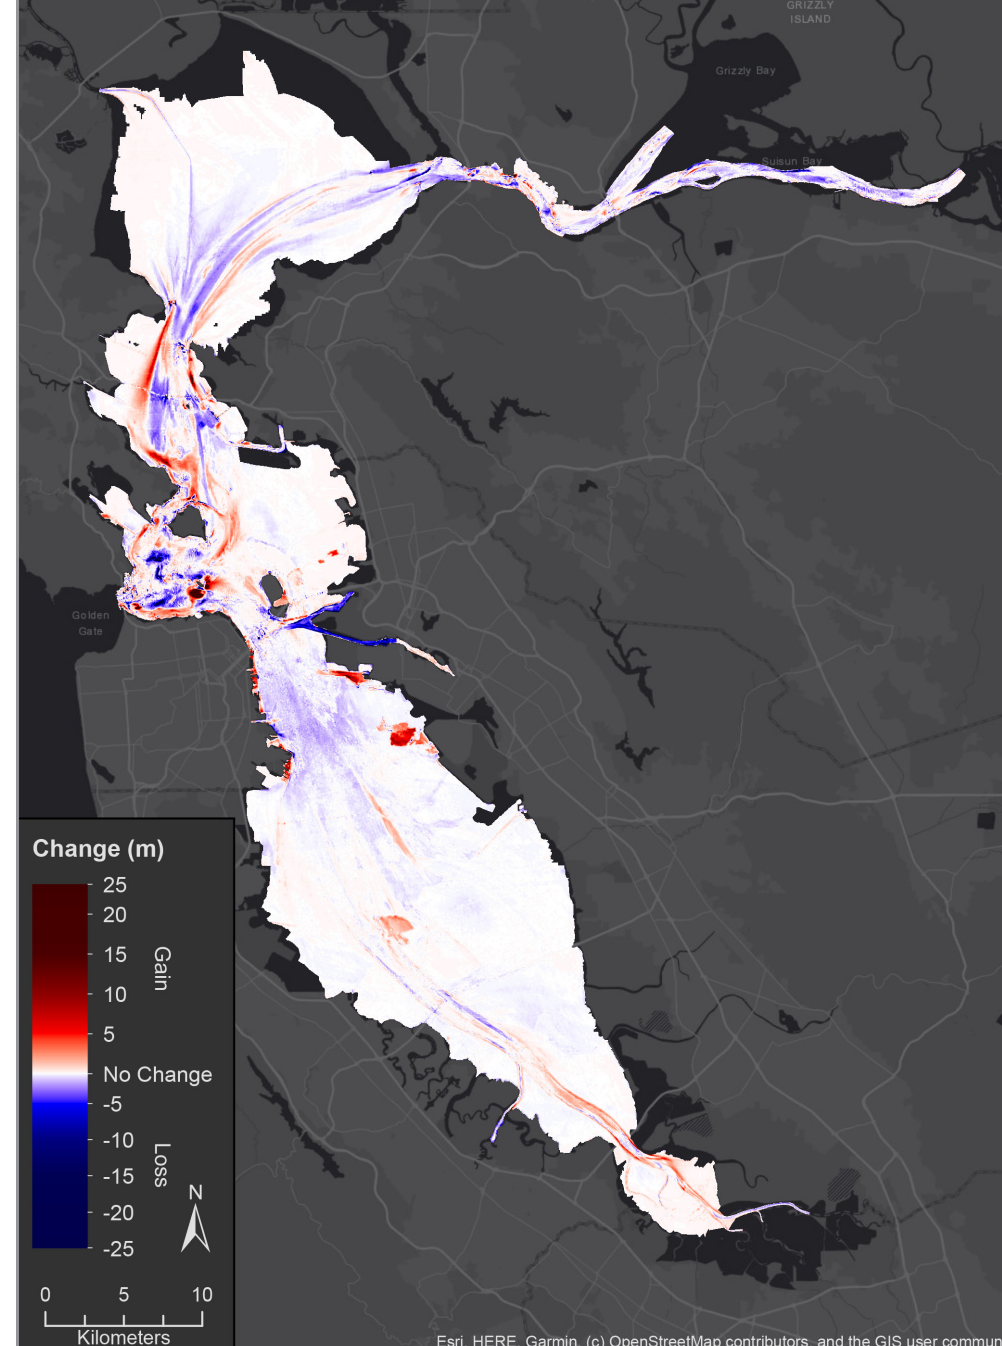 GRIZZLY
ISLAND
Grizzly Bay
Suisun Bay
Golden
Gate
Change (m)
25
20
15
10
5
No Change
-5
-10
-15
-20
-25
Gain
Loss
N
0 5 10
Kilometers
Esri, HERE, Garmin, (c) OpenStreetMap contributors, and the GIS user commun